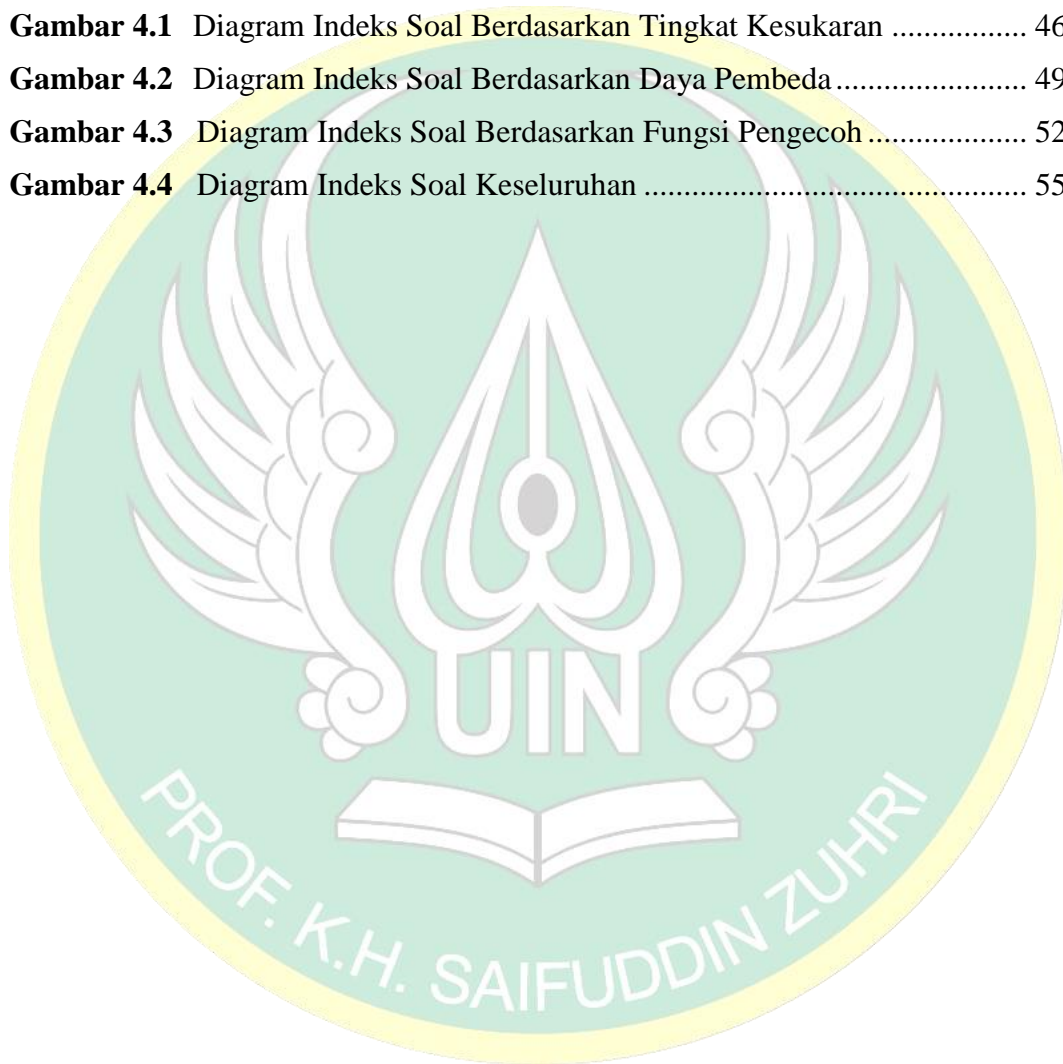 Gambar 4.1 Diagram Indeks Soal Berdasarkan Tingkat Kesukaran ................ 46
Gambar 4.2 Diagram Indeks Soal Berdasarkan Daya Pembeda ...................... 49
Gambar 4.3 Diagram Indeks Soal Berdasarkan Fungsi Pengecoh .................. 52
Gambar 4.4 Diagram Indeks Soal Keseluruhan ........................................... 55
UIN
PROF. K.H. SAIFUDDIN ZUHRI